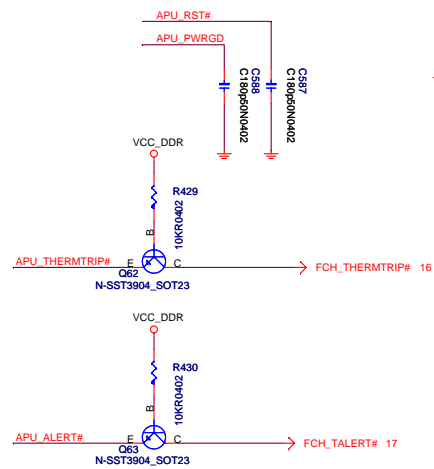 APU_RST#
APU_PWRGD
C588
C180p50N0402
C587
C180p50N0402
VCC_DDR
R429
10KR0402
B
APU_THERMTRIP#
E
C
FCH_THERMTRIP# 16
Q62
N-SST3904_SOT23
VCC_DDR
R430
10KR0402
B
APU_ALERT#
E
C
FCH_TALERT# 17
Q63
N-SST3904_SOT23